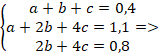 a + b + c = 0,4
a + 2b + 4c = 1,1 =>
2b + 4c = 0,8